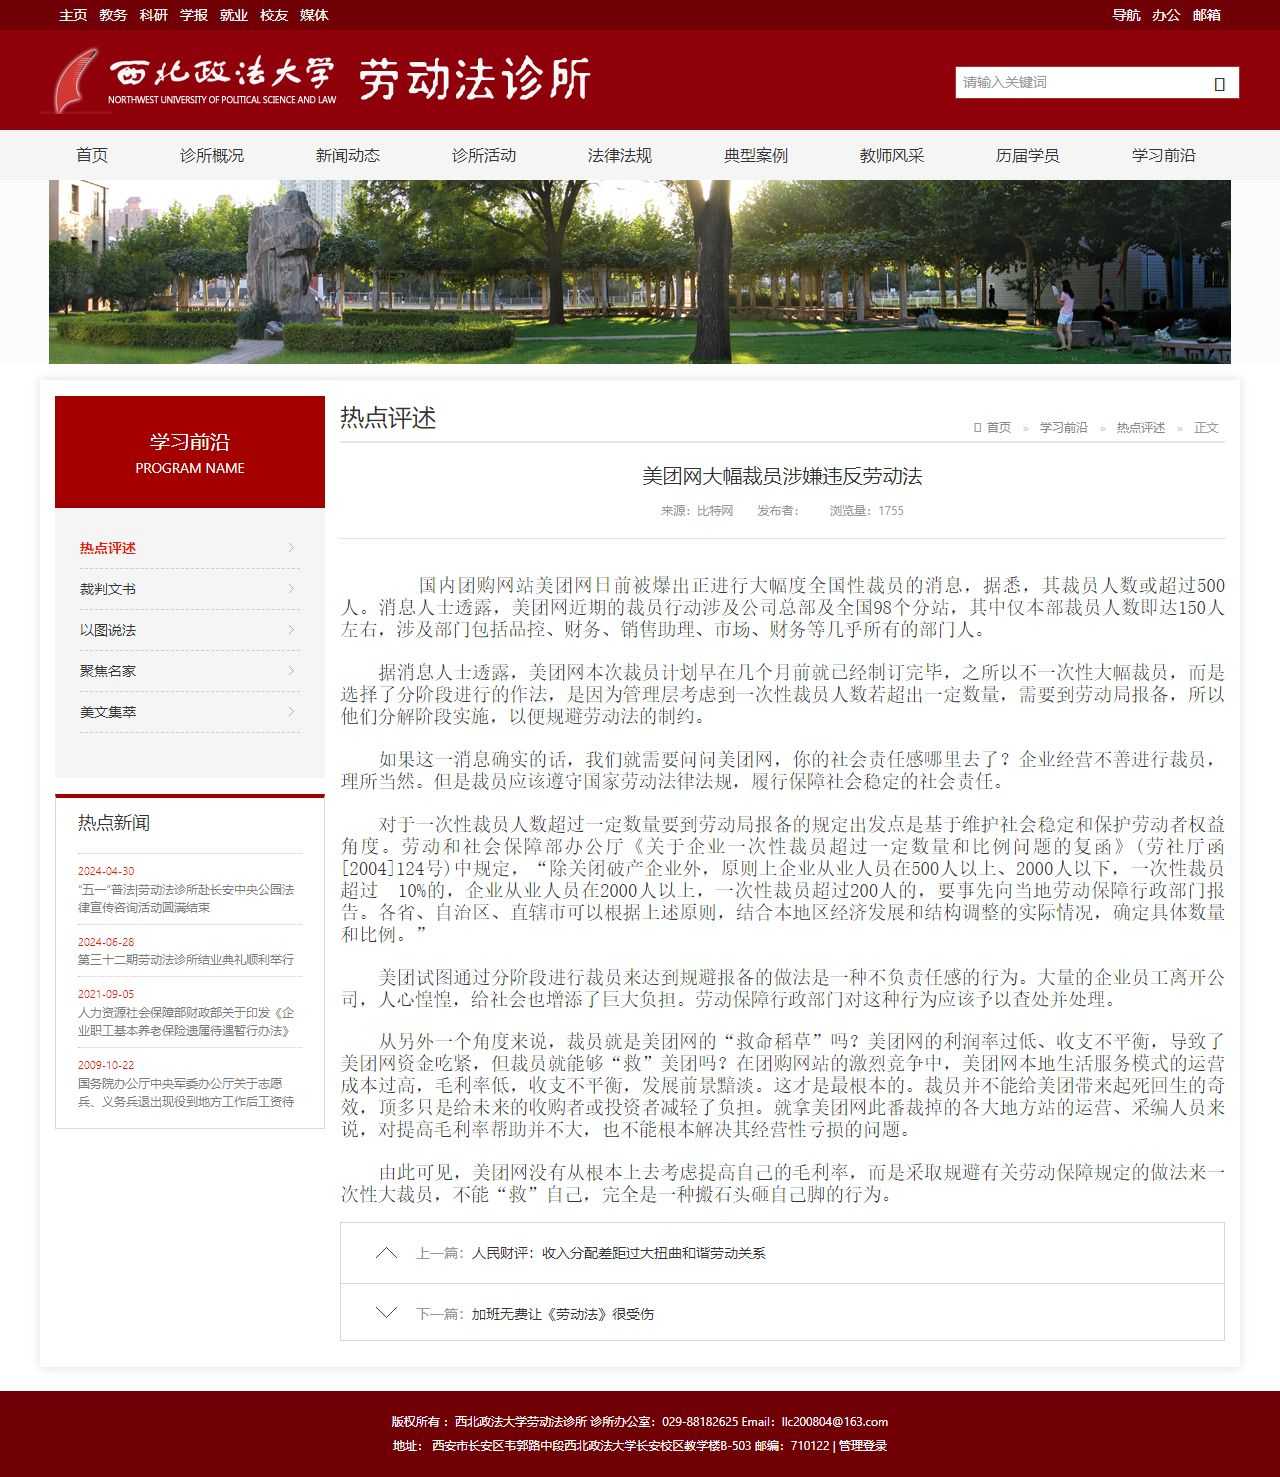 主页 教务 科研 学报 就业 校友 媒体
导航 办公 邮箱
西北政法大学 劳动法诊所
NORTHWEST UNIVERSITY OF POLITICAL SCIENCE AND LAW
请输入关键词
首页 诊所概况 新闻动态 诊所活动 法律法规 典型案例 教师风采 历届学员 学习前沿
学习前沿
PROGRAM NAME
热点评述
裁判文书
以图说法
聚焦名家
美文集萃
热点新闻
2024-04-30
“五一”普法|劳动法诊所赴长安中央公园法
律宣传咨询活动圆满结束
2024-06-28
第三十二期劳动法诊所结业典礼顺利举行
2021-09-05
人力资源社会保障部财政部关于印发《企
业职工基本养老保险遗属待遇暂行办法》
2009-10-22
国务院办公厅中央军委办公厅关于志愿
兵、义务兵退出现役到地方工作后工资待
热点评述
首页 » 学习前沿 » 热点评述 » 正文
美团网大幅裁员涉嫌违反劳动法
来源：比特网 发布者： 浏览量：1755
国内团购网站美团网日前被爆出正进行大幅度全国性裁员的消息，据悉，其裁员人数或超过500
人。消息人士透露，美团网近期的裁员行动涉及公司总部及全国98个分站，其中仅本部裁员人数即达150人
左右，涉及部门包括品控、财务、销售助理、市场、财务等几乎所有的部门人。
据消息人士透露，美团网本次裁员计划早在几个月前就已经制订完毕，之所以不一次性大幅裁员，而是
选择了分阶段进行的作法，是因为管理层考虑到一次性裁员人数若超出一定数量，需要到劳动局报备，所以
他们分解阶段实施，以便规避劳动法的制约。
如果这一消息确实的话，我们就需要问问美团网，你的社会责任感哪里去了？企业经营不善进行裁员，
理所当然。但是裁员应该遵守国家劳动法律法规，履行保障社会稳定的社会责任。
对于一次性裁员人数超过一定数量要到劳动局报备的规定出发点是基于维护社会稳定和保护劳动者权益
角度。劳动和社会保障部办公厅《关于企业一次性裁员超过一定数量和比例问题的复函》(劳社厅函
[2004]124号)中规定，“除关闭破产企业外，原则上企业从业人员在500人以上、2000人以下，一次性裁员
超过 10%的，企业从业人员在2000人以上，一次性裁员超过200人的，要事先向当地劳动保障行政部门报
告。各省、自治区、直辖市可以根据上述原则，结合本地区经济发展和结构调整的实际情况，确定具体数量
和比例。”
美团试图通过分阶段进行裁员来达到规避报备的做法是一种不负责任感的行为。大量的企业员工离开公
司，人心惶惶，给社会也增添了巨大负担。劳动保障行政部门对这种行为应该予以查处并处理。
从另外一个角度来说，裁员就是美团网的“救命稻草”吗？美团网的利润率过低、收支不平衡，导致了
美团网资金吃紧，但裁员就能够“救”美团吗？在团购网站的激烈竞争中，美团网本地生活服务模式的运营
成本过高，毛利率低，收支不平衡，发展前景黯淡。这才是最根本的。裁员并不能给美团带来起死回生的奇
效，顶多只是给未来的收购者或投资者减轻了负担。就拿美团网此番裁掉的各大地方站的运营、采编人员来
说，对提高毛利率帮助并不大，也不能根本解决其经营性亏损的问题。
由此可见，美团网没有从根本上去考虑提高自己的毛利率，而是采取规避有关劳动保障规定的做法来一
次性大裁员，不能“救”自己，完全是一种搬石头砸自己脚的行为。
上一篇：人民财评：收入分配差距过大扭曲和谐劳动关系
下一篇：加班无费让《劳动法》很受伤
版权所有 ：西北政法大学劳动法诊所 诊所办公室：029-88182625 Email：llc200804@163.com
地址： 西安市长安区韦郭路中段西北政法大学长安校区教学楼B-503 邮编：710122 | 管理登录